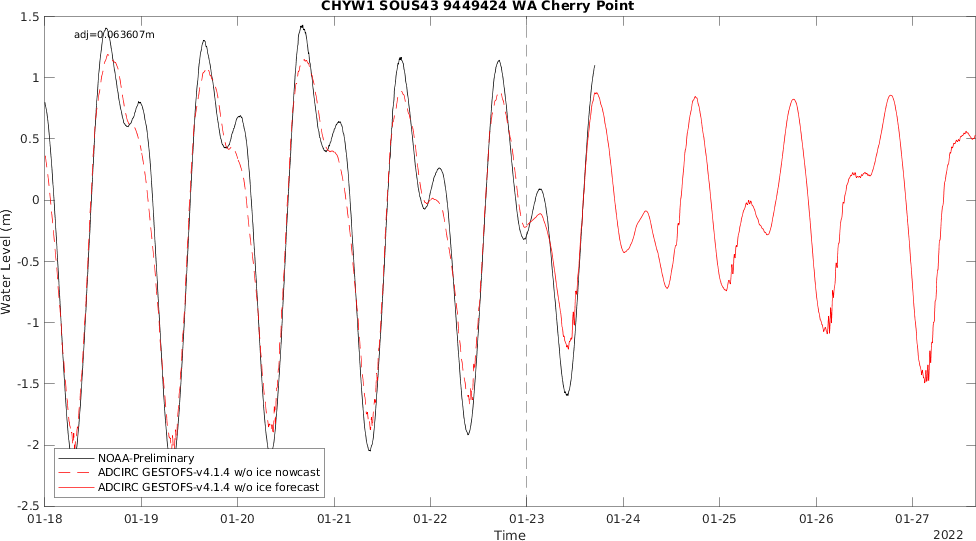 CHYW1 SOUS43 9449424 WA Cherry Point
adj=0.063607m
Water Level (m)
1.5
1
0.5
0
-0.5
-1
-1.5
-2
-2.5
NOAA-Preliminary
ADCIRC GESTOFS-v4.1.4 w/o ice nowcast
ADCIRC GESTOFS-v4.1.4 w/o ice forecast
01-18 01-19 01-20 01-21 01-22 01-23 01-24 01-25 01-26 01-27
Time
2022